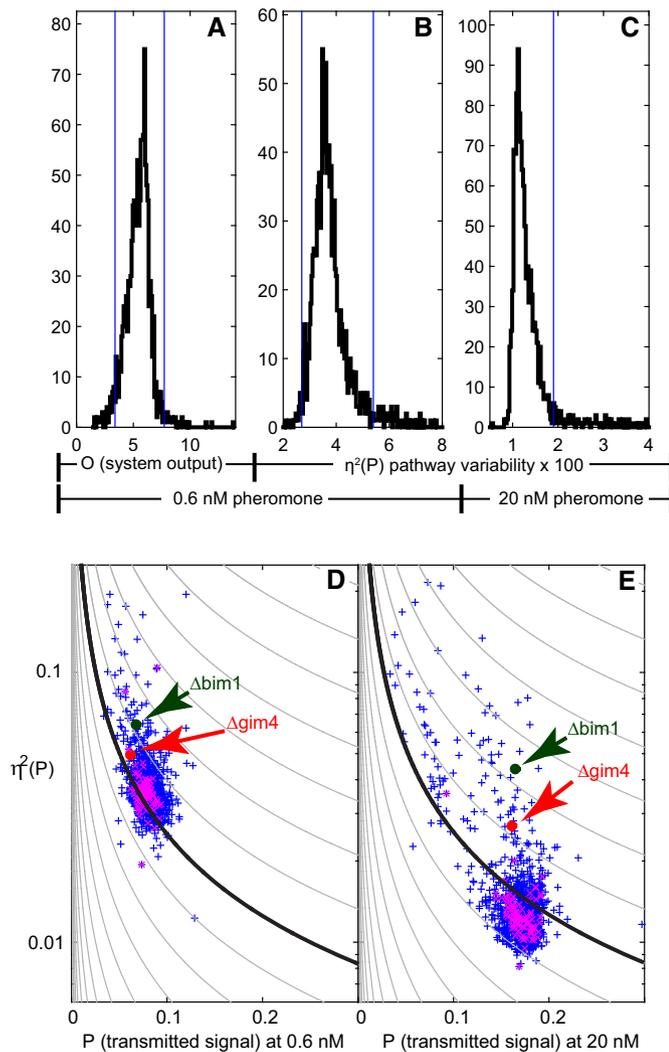 A
B
C
80
70
60
50
40
30
20
10
0
60
50
40
30
20
10
0
100
90
80
70
60
50
40
30
20
10
0
0 5 10
2 4 6 8
1 2 3 4
O (system output)
η²(P) pathway variability x 100
0.6 nM pheromone
20 nM pheromone
D
E
0.1
0.01
η²(P)
Δbim1
Δgim4
Δbim1
Δgim4
0 0.1 0.2
0 0.1 0.2
P (transmitted signal) at 0.6 nM
P (transmitted signal) at 20 nM